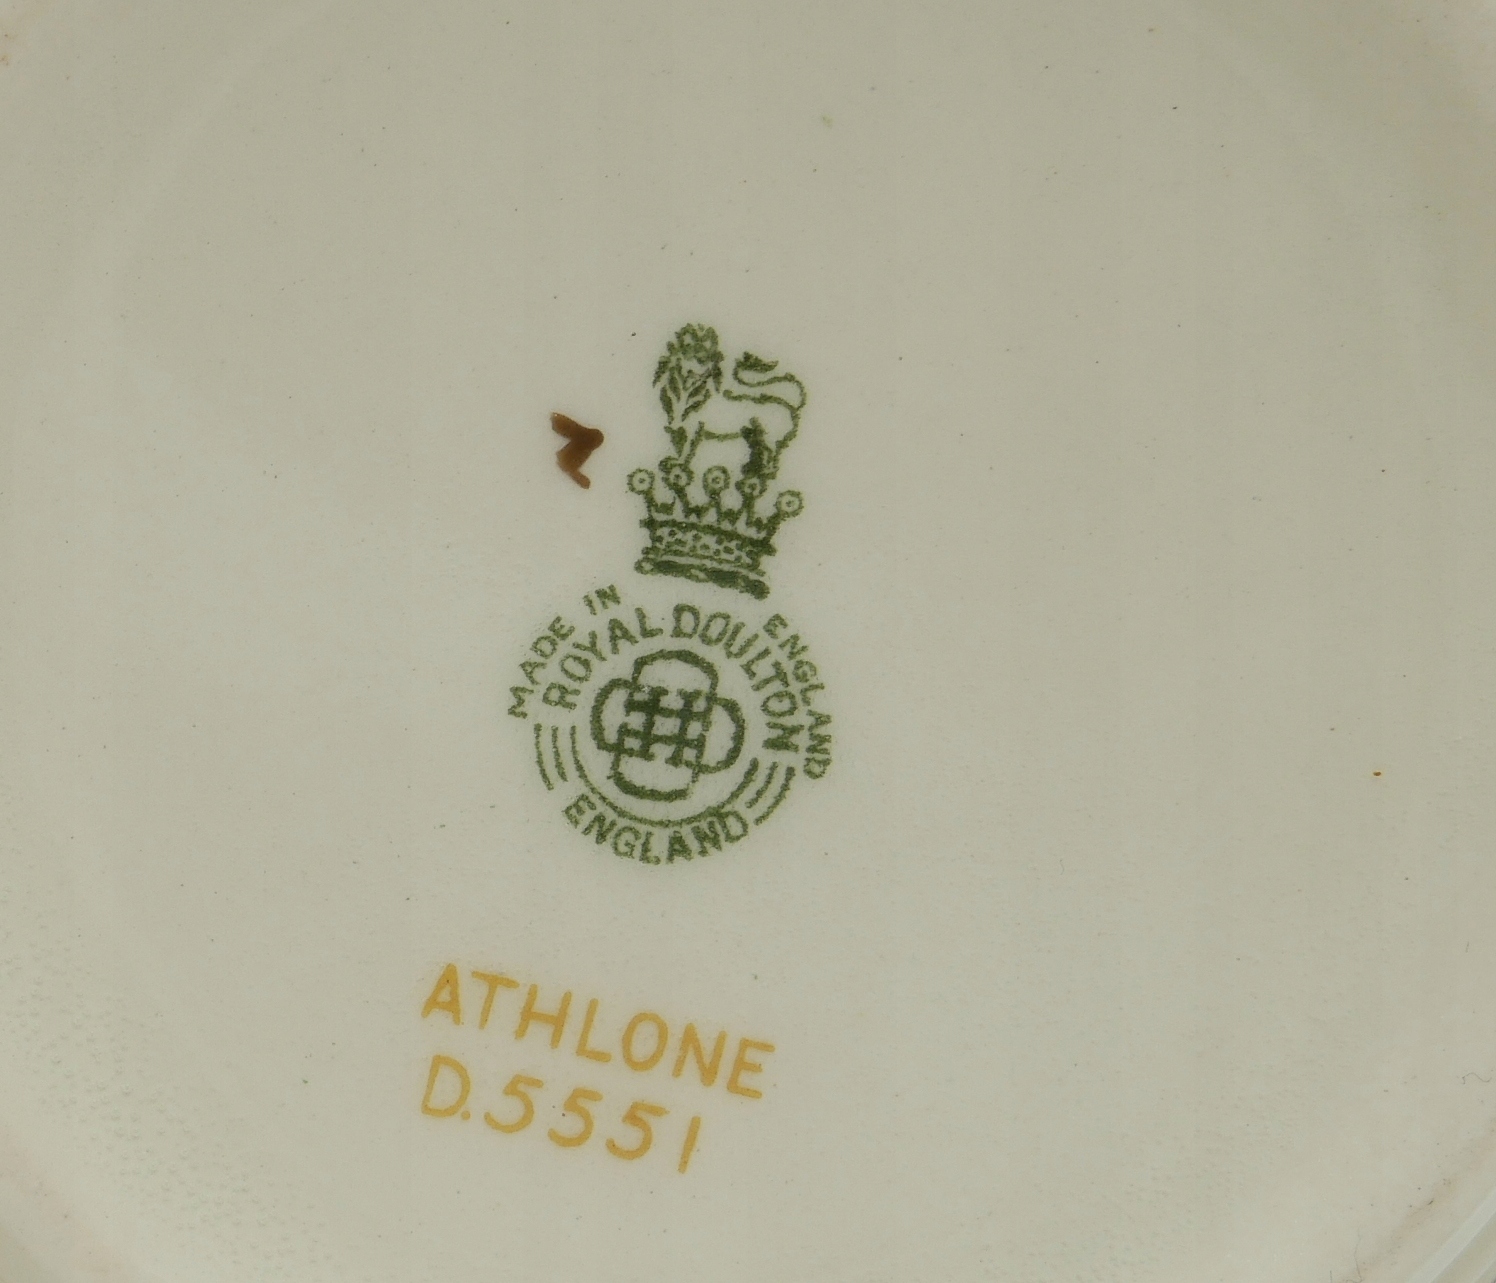 MADE IN ENGLAND
ROYAL DOULTON
ENGLAND
ATHLONE
D.5551